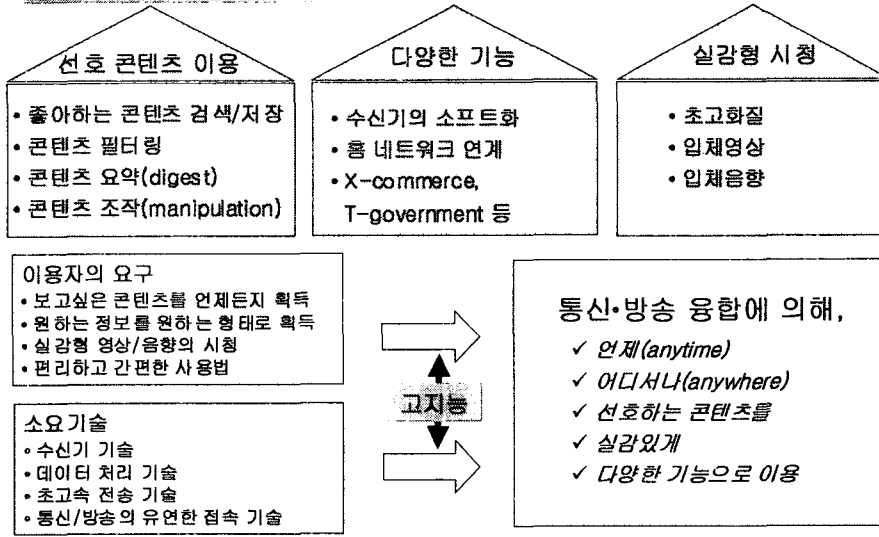 선호 콘텐츠 이용
• 좋아하는 콘텐츠 검색/저장
• 콘텐츠 필터링
• 콘텐츠 요약(digest)
• 콘텐츠 조작(manipulation)
다양한 기능
• 수신기의 소프트화
• 홈 네트워크 연계
• X-commerce,
T-government 등
실감형 시청
• 초고화질
• 입체영상
• 입체음향
이용자의 요구
• 보고싶은 콘텐츠를 언제든지 획득
• 원하는 정보를 원하는 형태로 획득
• 실감형 영상/음향의 시청
• 편리하고 간편한 사용법
소요기술
• 수신기 기술
• 데이터 처리 기술
• 초고속 전송 기술
• 통신/방송의 유연한 접속 기술
고지능
통신•방송 융합에 의해,
✓ 언제(anytime)
✓ 어디서나(anywhere)
✓ 선호하는 콘텐츠를
✓ 실감있게
✓ 다양한 기능으로 이용